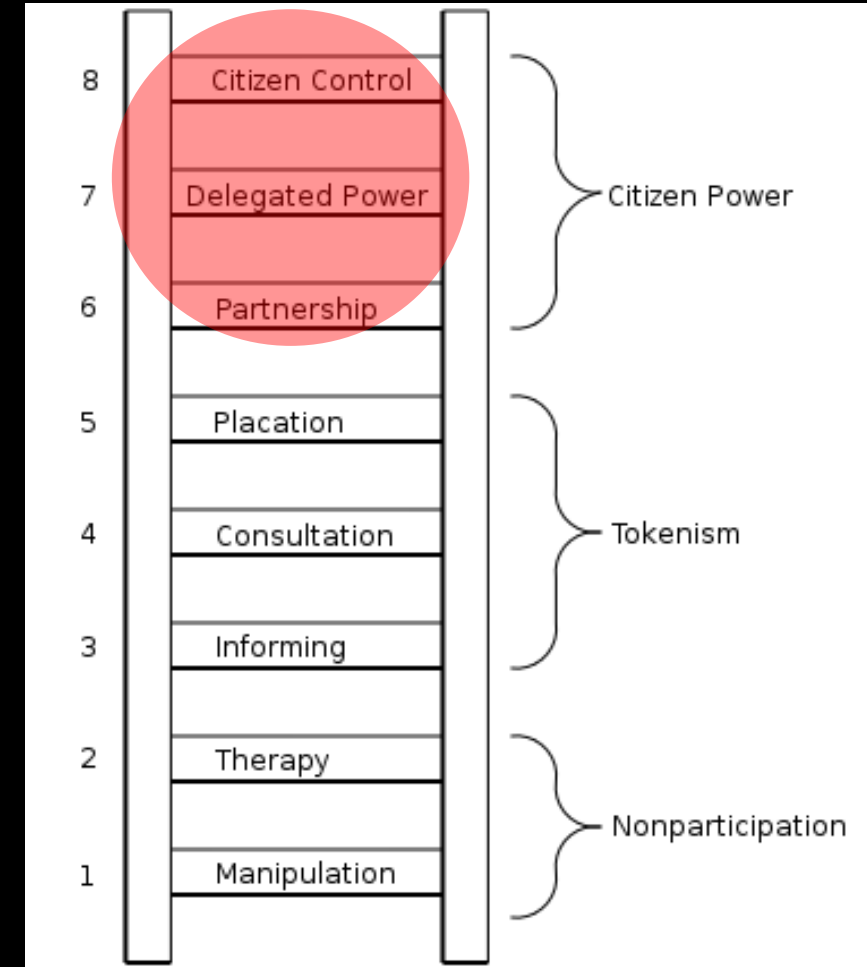 8 Citizen Control
7 Delegated Power Citizen Power
6 Partnership
5 Placation
4 Consultation Tokenism
3 Informing
2 Therapy
Nonparticipation
1 Manipulation